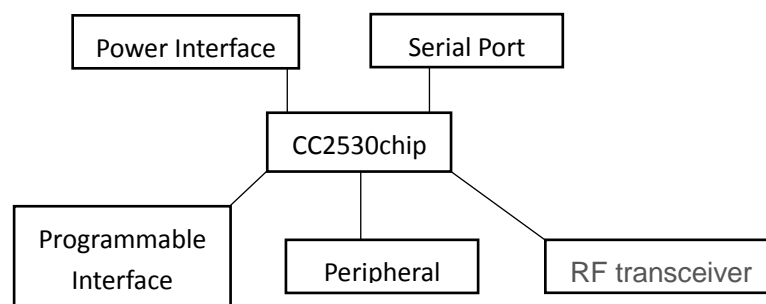 Power Interface
Serial Port
CC2530chip
Programmable
Interface
Peripheral
RF transceiver